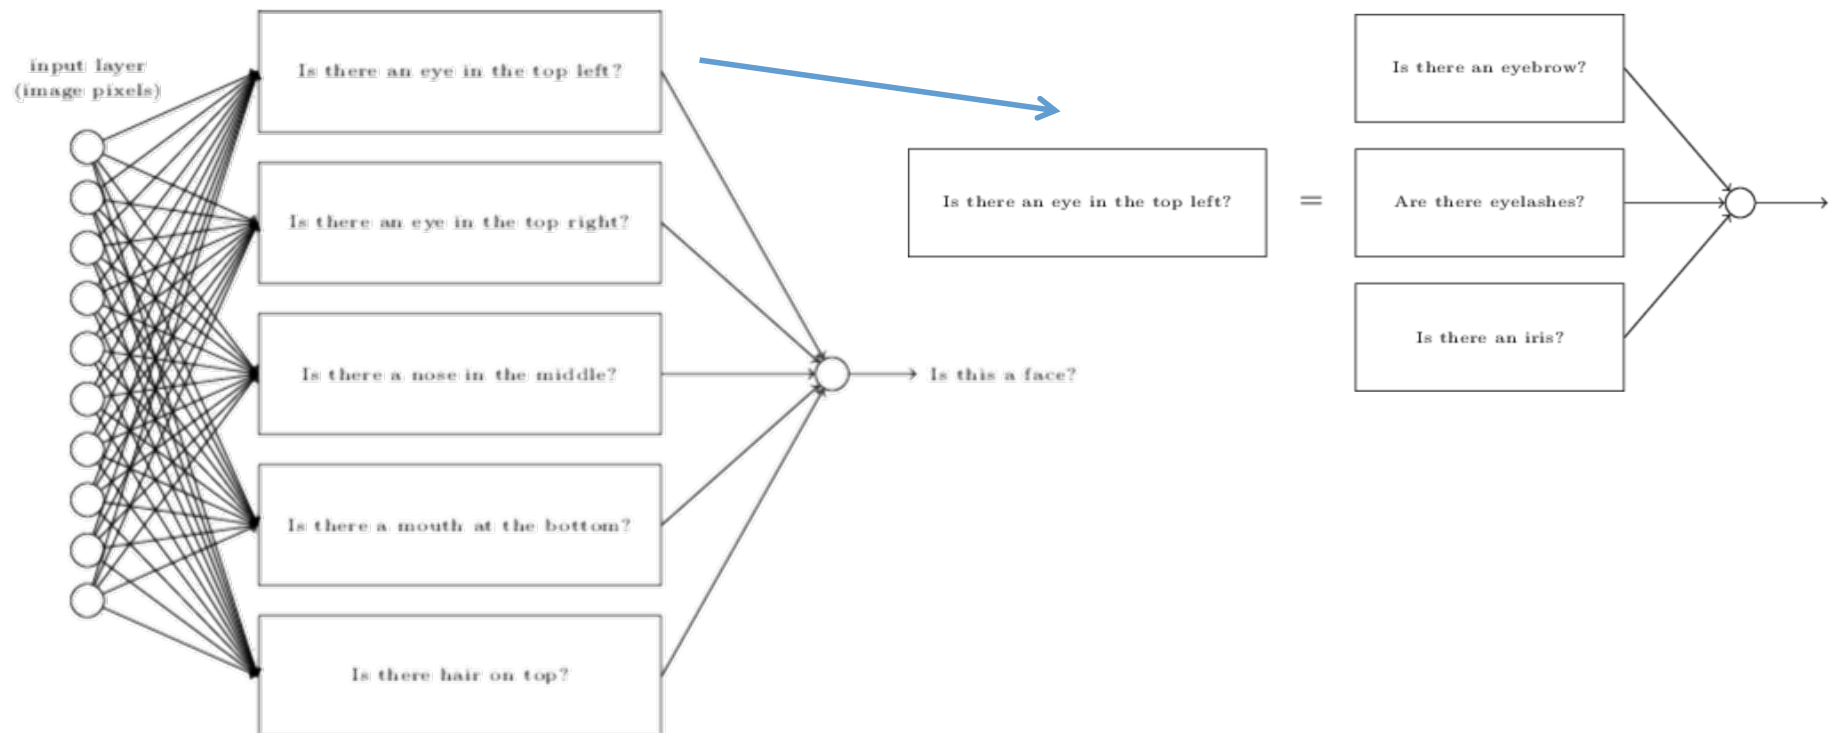 input layer
(image pixels)
Is there an eye in the top left?
Is there an eye in the top right?
Is there a nose in the middle?
Is there a mouth at the bottom?
Is there hair on top?
Is this a face?
Is there an eye in the top left?
=
Is there an eyebrow?
Are there eyelashes?
Is there an iris?